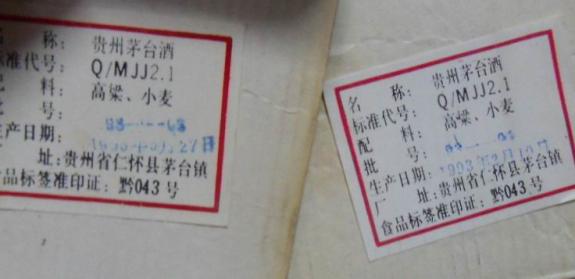 称：贵州茅台酒
标准代号：Q/MJJ2.1
料：高粱、小麦
号：
生产日期：
址：贵州省仁怀县茅台镇
食品标签准印证：黔043号
名称：贵州茅台酒
标准代号：Q/MJJ2.1
配料：高粱、小麦
批号：
生产日期：
厂址：贵州省仁怀县茅台镇
食品标签准印证：黔043号